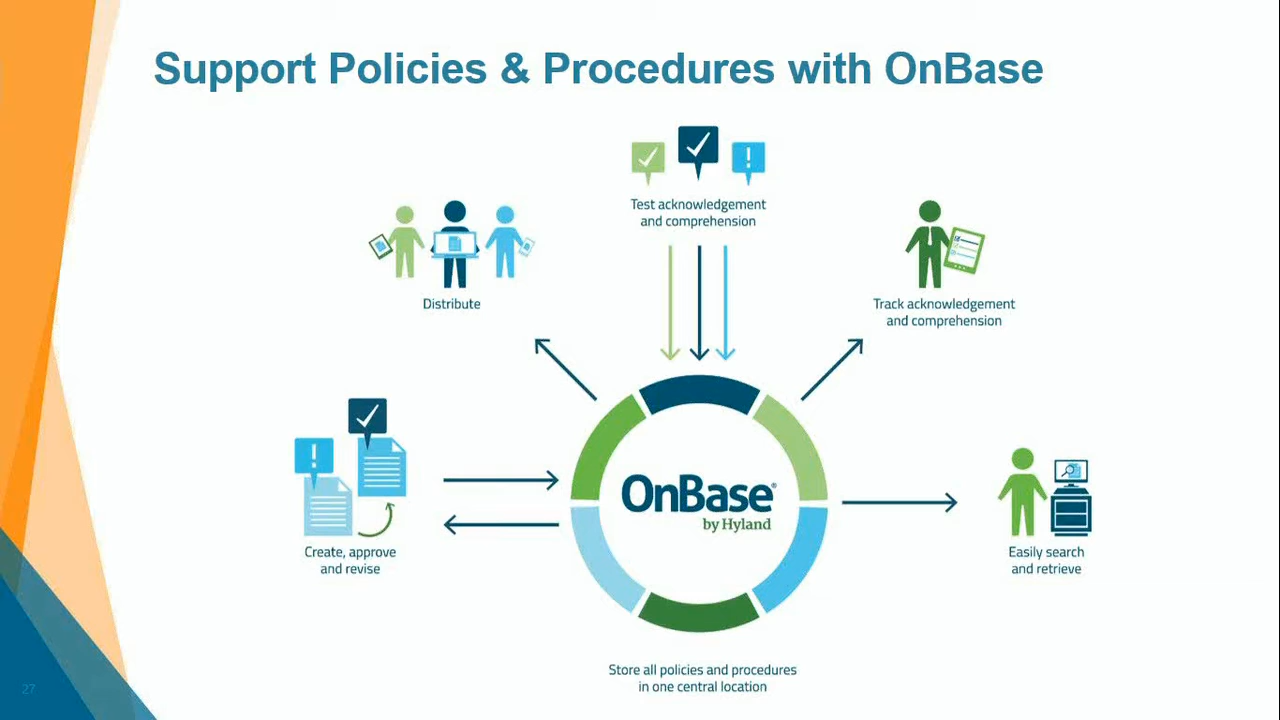 Support Policies & Procedures with OnBase
Test acknowledgement
and comprehension
Distribute
Track acknowledgement
and comprehension
OnBase®
by Hyland
Create, approve
and revise
Easily search
and retrieve
Store all policies and procedures
in one central location
27